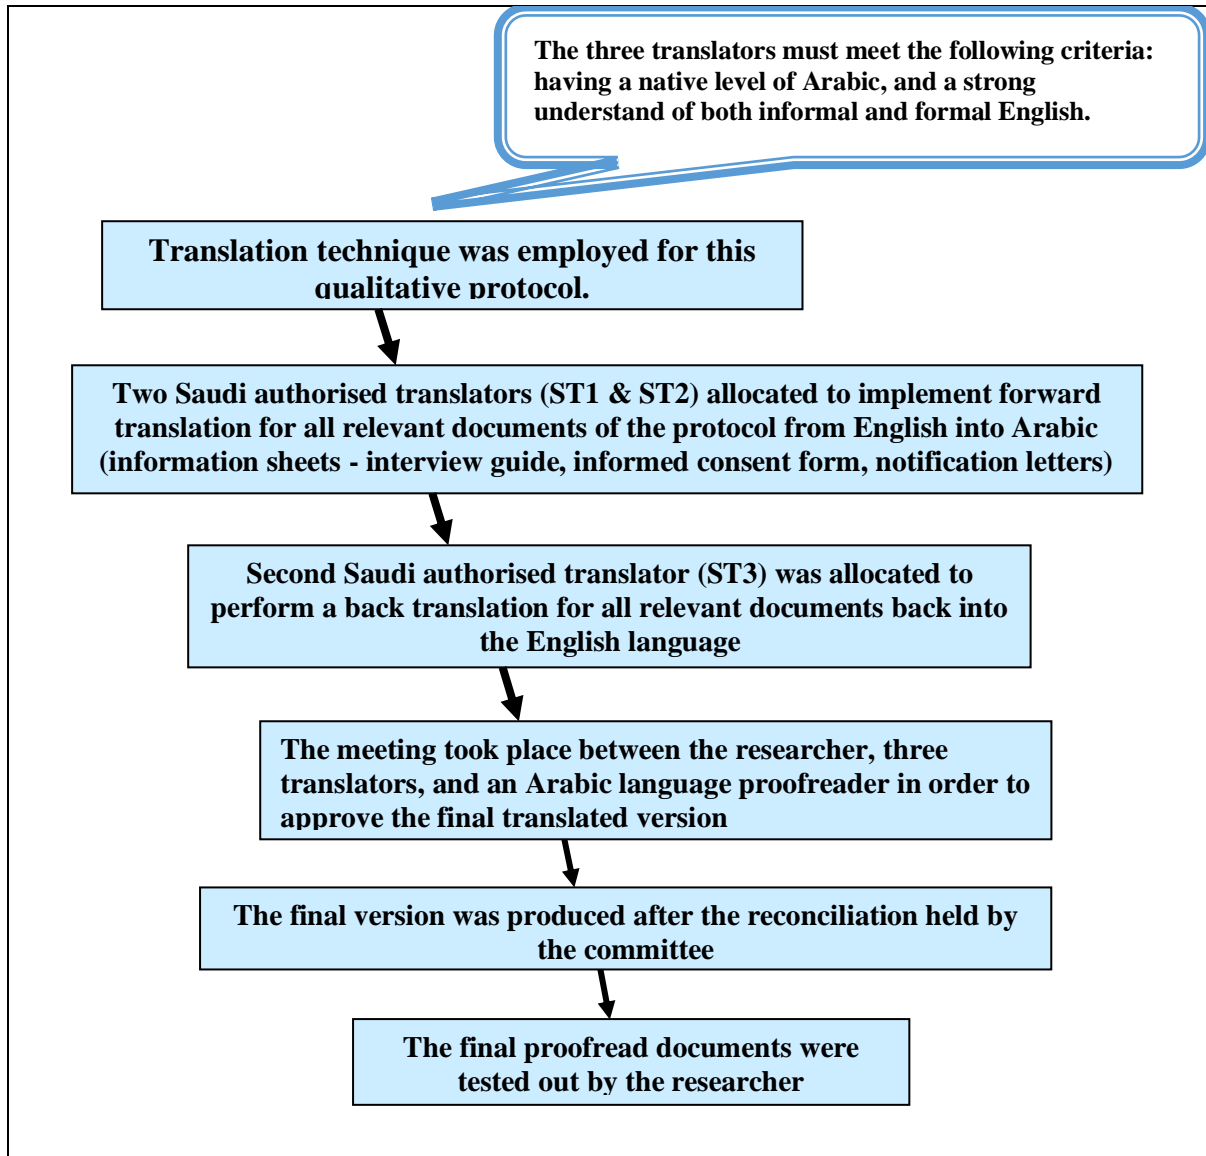 The three translators must meet the following criteria:
having a native level of Arabic, and a strong
understand of both informal and formal English.
Translation technique was employed for this
qualitative protocol.
Two Saudi authorised translators (ST1 & ST2) allocated to implement forward
translation for all relevant documents of the protocol from English into Arabic
(information sheets - interview guide, informed consent form, notification letters)
Second Saudi authorised translator (ST3) was allocated to
perform a back translation for all relevant documents back into
the English language
The meeting took place between the researcher, three
translators, and an Arabic language proofreader in order to
approve the final translated version
The final version was produced after the reconciliation held by
the committee
The final proofread documents were
tested out by the researcher